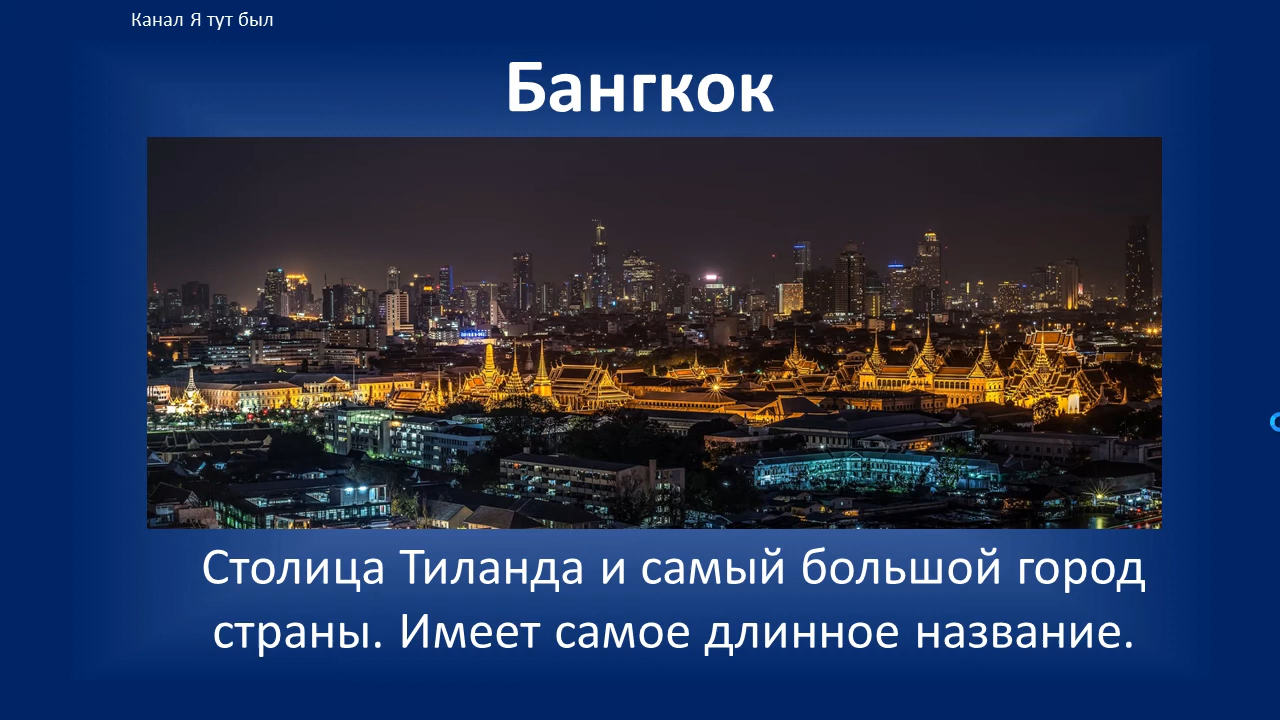 Канал Я тут был
Бангкок
Столица Тиланда и самый большой город
страны. Имеет самое длинное название.